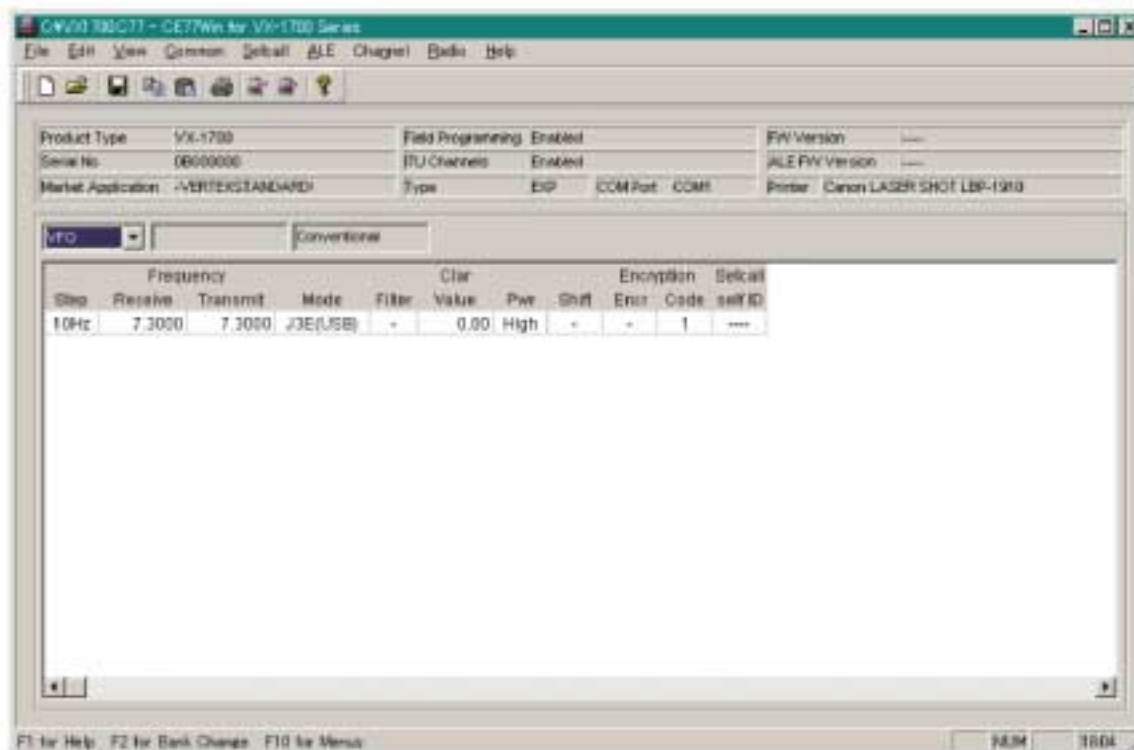 C:¥VX1700C77 - CE77Win for VX-1700 Series
File Edit View Common Selcall ALE Channel Radio Help
Product Type VX-1700 Field Programming Enabled FW Version ----
Serial No 0B000000 ITU Channels Enabled ALE FW Version ----
Market Application <VERTEXSTANDARD> Type EXP COM Port COM1 Printer Canon LASER SHOT LBP-1910
VFO Conventional
Frequency Clar Encryption Selcall
Step Receive Transmit Mode Filter Value Pwr Shift Encr Code self ID
10Hz 7.3000 7.3000 J3E(USB) - 0.00 High - - 1 ----
F1 for Help F2 for Bank Change F10 for Menus NUM 18:04